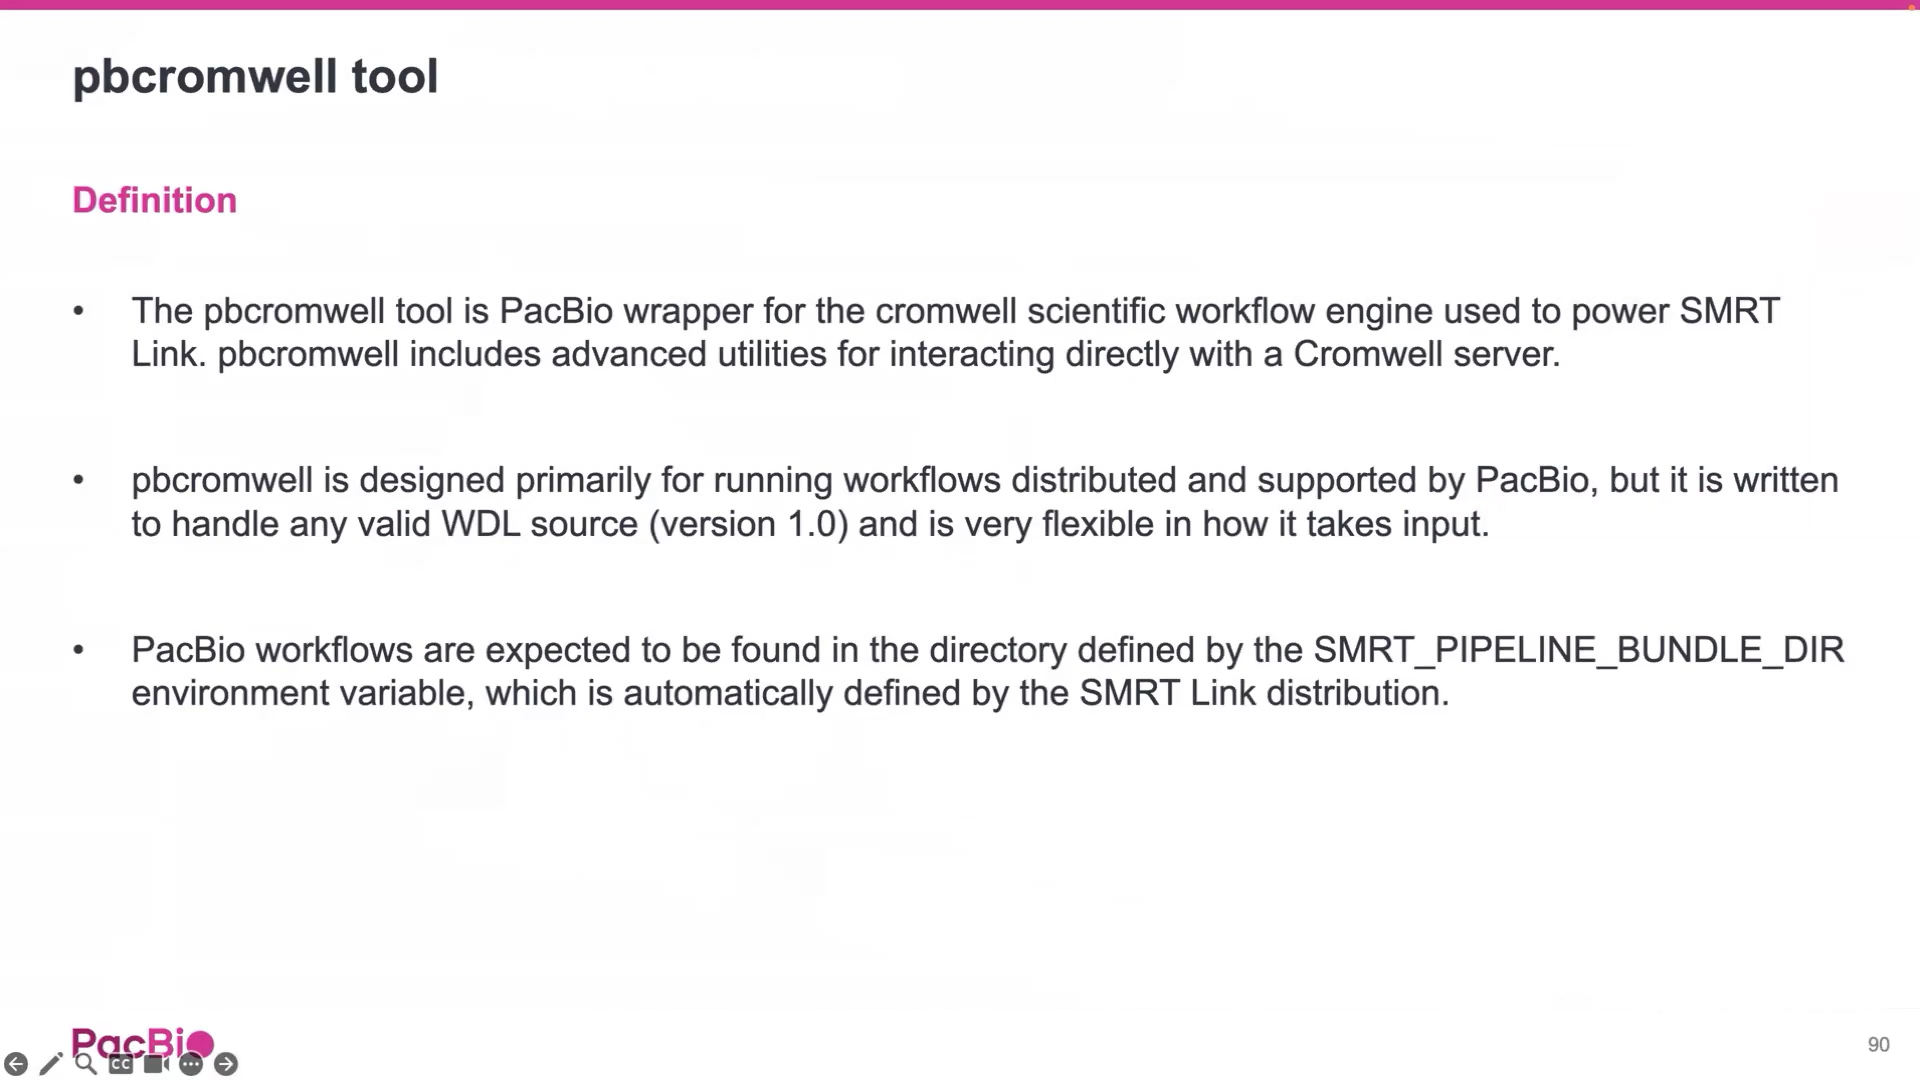 pbcromwell tool
Definition
• The pbcromwell tool is PacBio wrapper for the cromwell scientific workflow engine used to power SMRT
Link. pbcromwell includes advanced utilities for interacting directly with a Cromwell server.
• pbcromwell is designed primarily for running workflows distributed and supported by PacBio, but it is written
to handle any valid WDL source (version 1.0) and is very flexible in how it takes input.
• PacBio workflows are expected to be found in the directory defined by the SMRT_PIPELINE_BUNDLE_DIR
environment variable, which is automatically defined by the SMRT Link distribution.
PacBio
CC
90